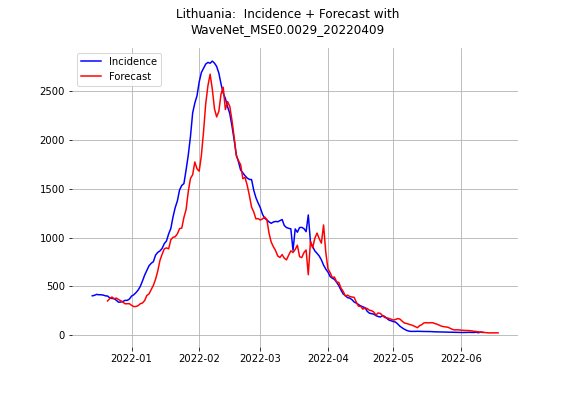 Lithuania:  Incidence + Forecast with
WaveNet_MSE0.0029_20220409
Incidence
Forecast
2500
2000
1500
1000
500
0
2022-01 2022-02 2022-03 2022-04 2022-05 2022-06